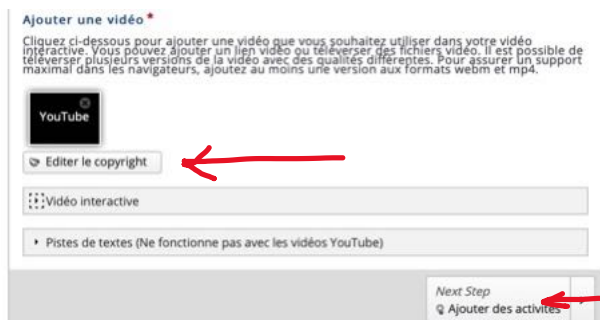 Ajouter une vidéo *
Cliquez ci-dessous pour ajouter une vidéo que vous souhaitez utiliser dans votre vidéo
interactive. Vous pouvez ajouter un lien vidéo ou téléverser des fichiers vidéo. Il est possible de
téléverser plusieurs versions de la vidéo avec des qualités différentes. Pour assurer un support
maximal dans les navigateurs, ajoutez au moins une version aux formats webm et mp4.
YouTube
Editer le copyright
Vidéo interactive
Pistes de textes (Ne fonctionne pas avec les vidéos YouTube)
Next Step
Ajouter des activités